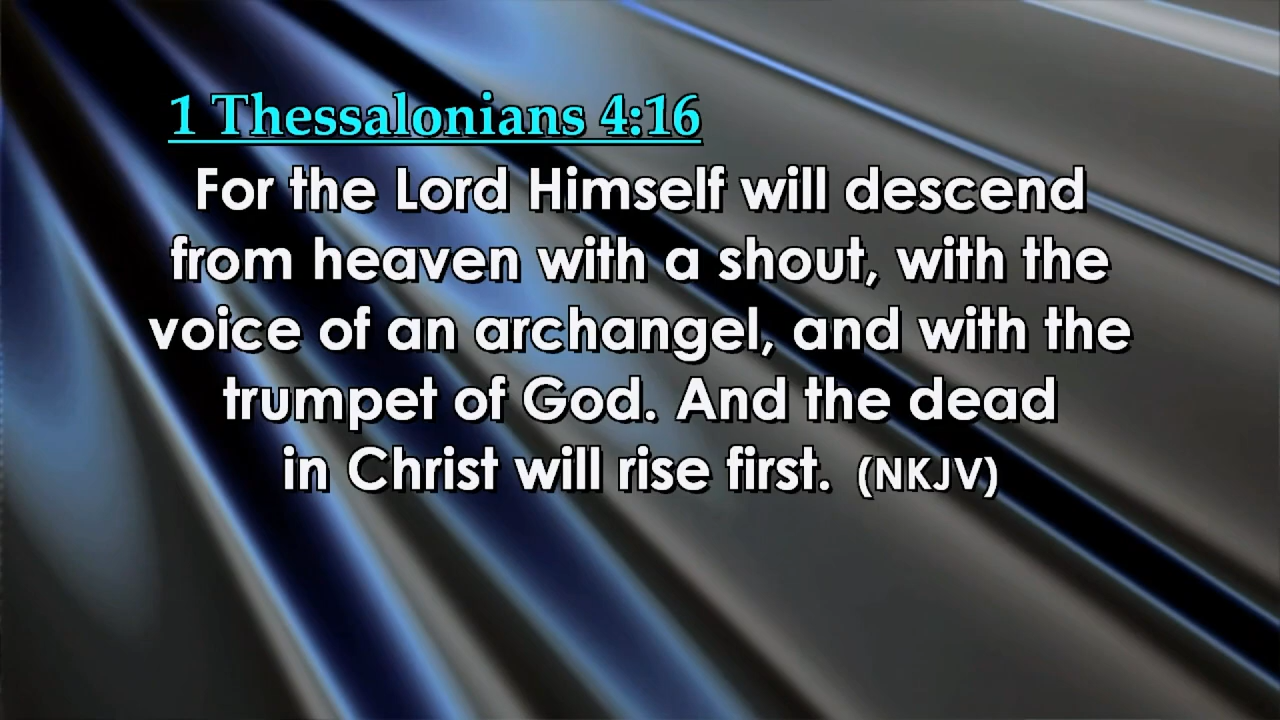 1 Thessalonians 4:16
For the Lord Himself will descend
from heaven with a shout, with the
voice of an archangel, and with the
trumpet of God. And the dead
in Christ will rise first. (NKJV)